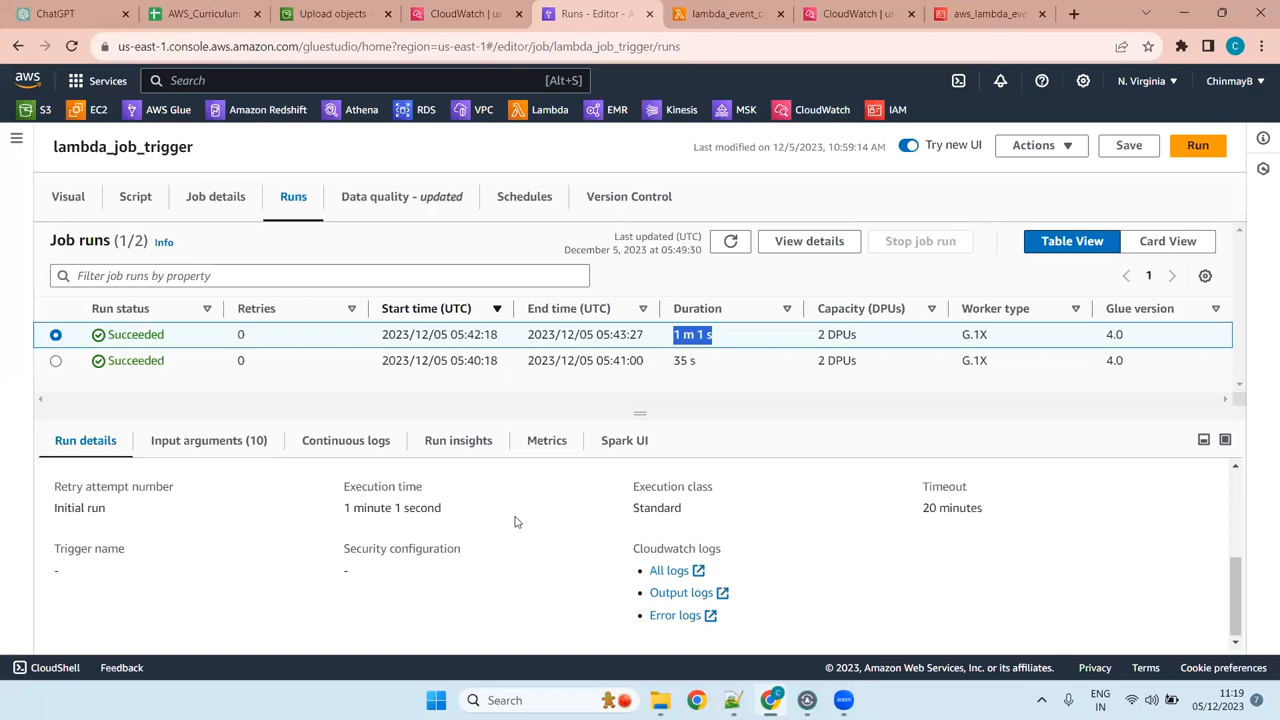 ChatGPT
AWS_Curriculum
Upload objects -
CloudWatch | us
Runs - Editor - A
lambda_event_d
CloudWatch | us
aws_lambda_eve
us-east-1.console.aws.amazon.com/gluestudio/home?region=us-east-1#/editor/job/lambda_job_trigger/runs
aws
Services
Search
[Alt+S]
N. Virginia
ChinmayB
S3
EC2
AWS Glue
Amazon Redshift
Athena
RDS
VPC
Lambda
EMR
Kinesis
MSK
CloudWatch
IAM
lambda_job_trigger
Last modified on 12/5/2023, 10:59:14 AM
Try new UI
Actions
Save
Run
Visual
Script
Job details
Runs
Data quality - updated
Schedules
Version Control
Job runs (1/2) Info
Last updated (UTC)
December 5, 2023 at 05:49:30
View details
Stop job run
Table View
Card View
Filter job runs by property
1
Run status Retries Start time (UTC) End time (UTC) Duration Capacity (DPUs) Worker type Glue version
Succeeded 0 2023/12/05 05:42:18 2023/12/05 05:43:27 1 m 1 s 2 DPUs G.1X 4.0
Succeeded 0 2023/12/05 05:40:18 2023/12/05 05:41:00 35 s 2 DPUs G.1X 4.0
Run details
Input arguments (10)
Continuous logs
Run insights
Metrics
Spark UI
Retry attempt number
Initial run
Execution time
1 minute 1 second
Execution class
Standard
Timeout
20 minutes
Trigger name
-
Security configuration
-
Cloudwatch logs
All logs
Output logs
Error logs
CloudShell
Feedback
© 2023, Amazon Web Services, Inc. or its affiliates.
Privacy
Terms
Cookie preferences
Search
ENG
IN
11:19
05/12/2023
7